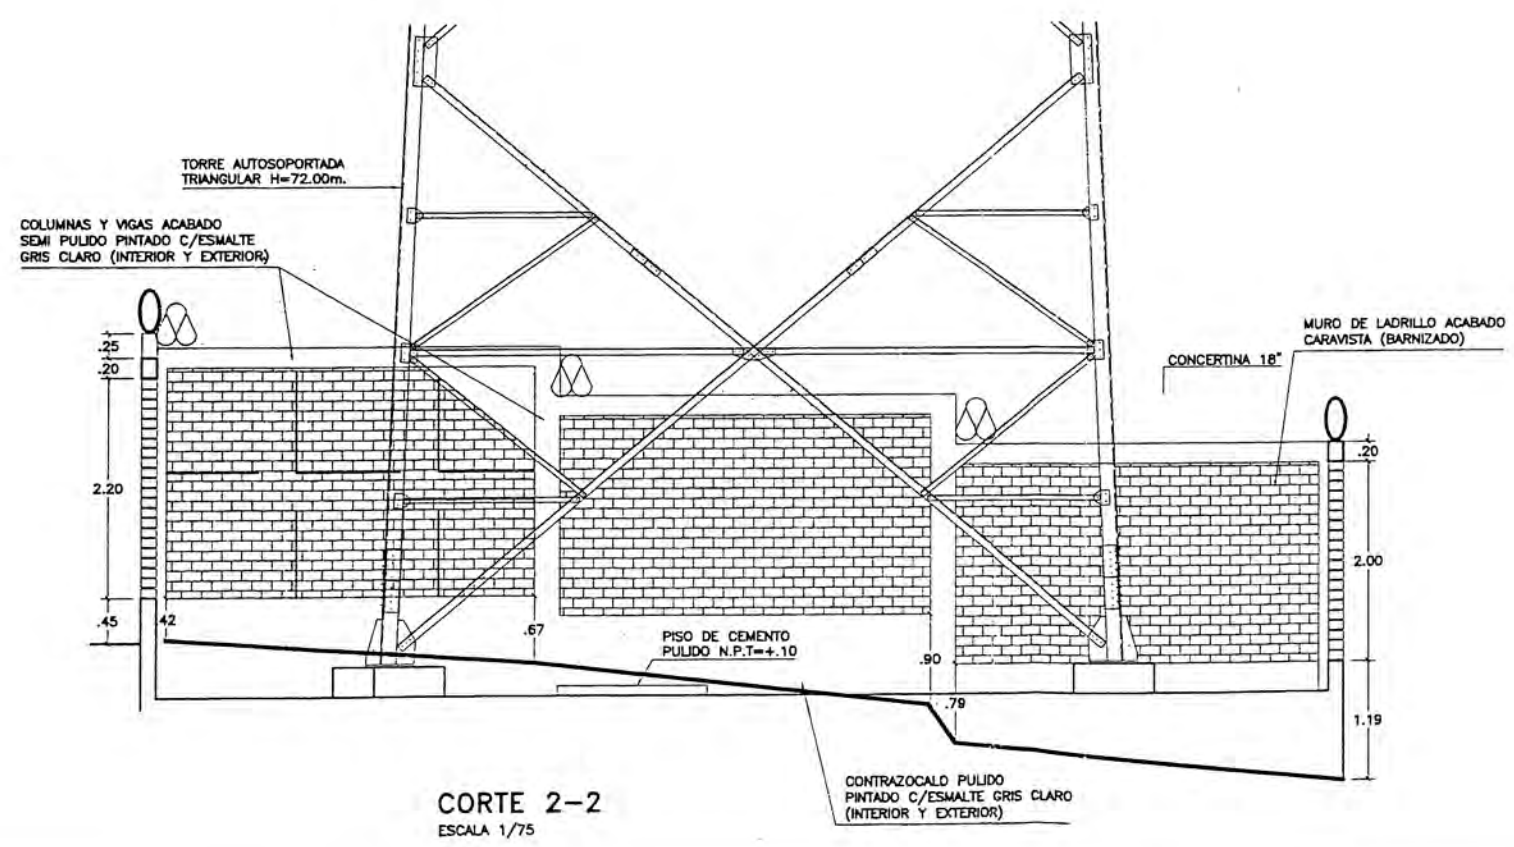 TORRE AUTOSOPORTADA
TRIANGULAR H=72.00m.
COLUMNAS Y VIGAS ACABADO
SEMI PULIDO PINTADO C/ESMALTE
GRIS CLARO (INTERIOR Y EXTERIOR)
MURO DE LADRILLO ACABADO
CARAVISTA (BARNIZADO)
CONCERTINA 18"
.25
.20
2.20
.45
.42
.67
.20
2.00
1.19
.90
.79
PISO DE CEMENTO
PULIDO N.P.T=+.10
CONTRAZOCALO PULIDO
PINTADO C/ESMALTE GRIS CLARO
(INTERIOR Y EXTERIOR)
CORTE 2-2
ESCALA 1/75